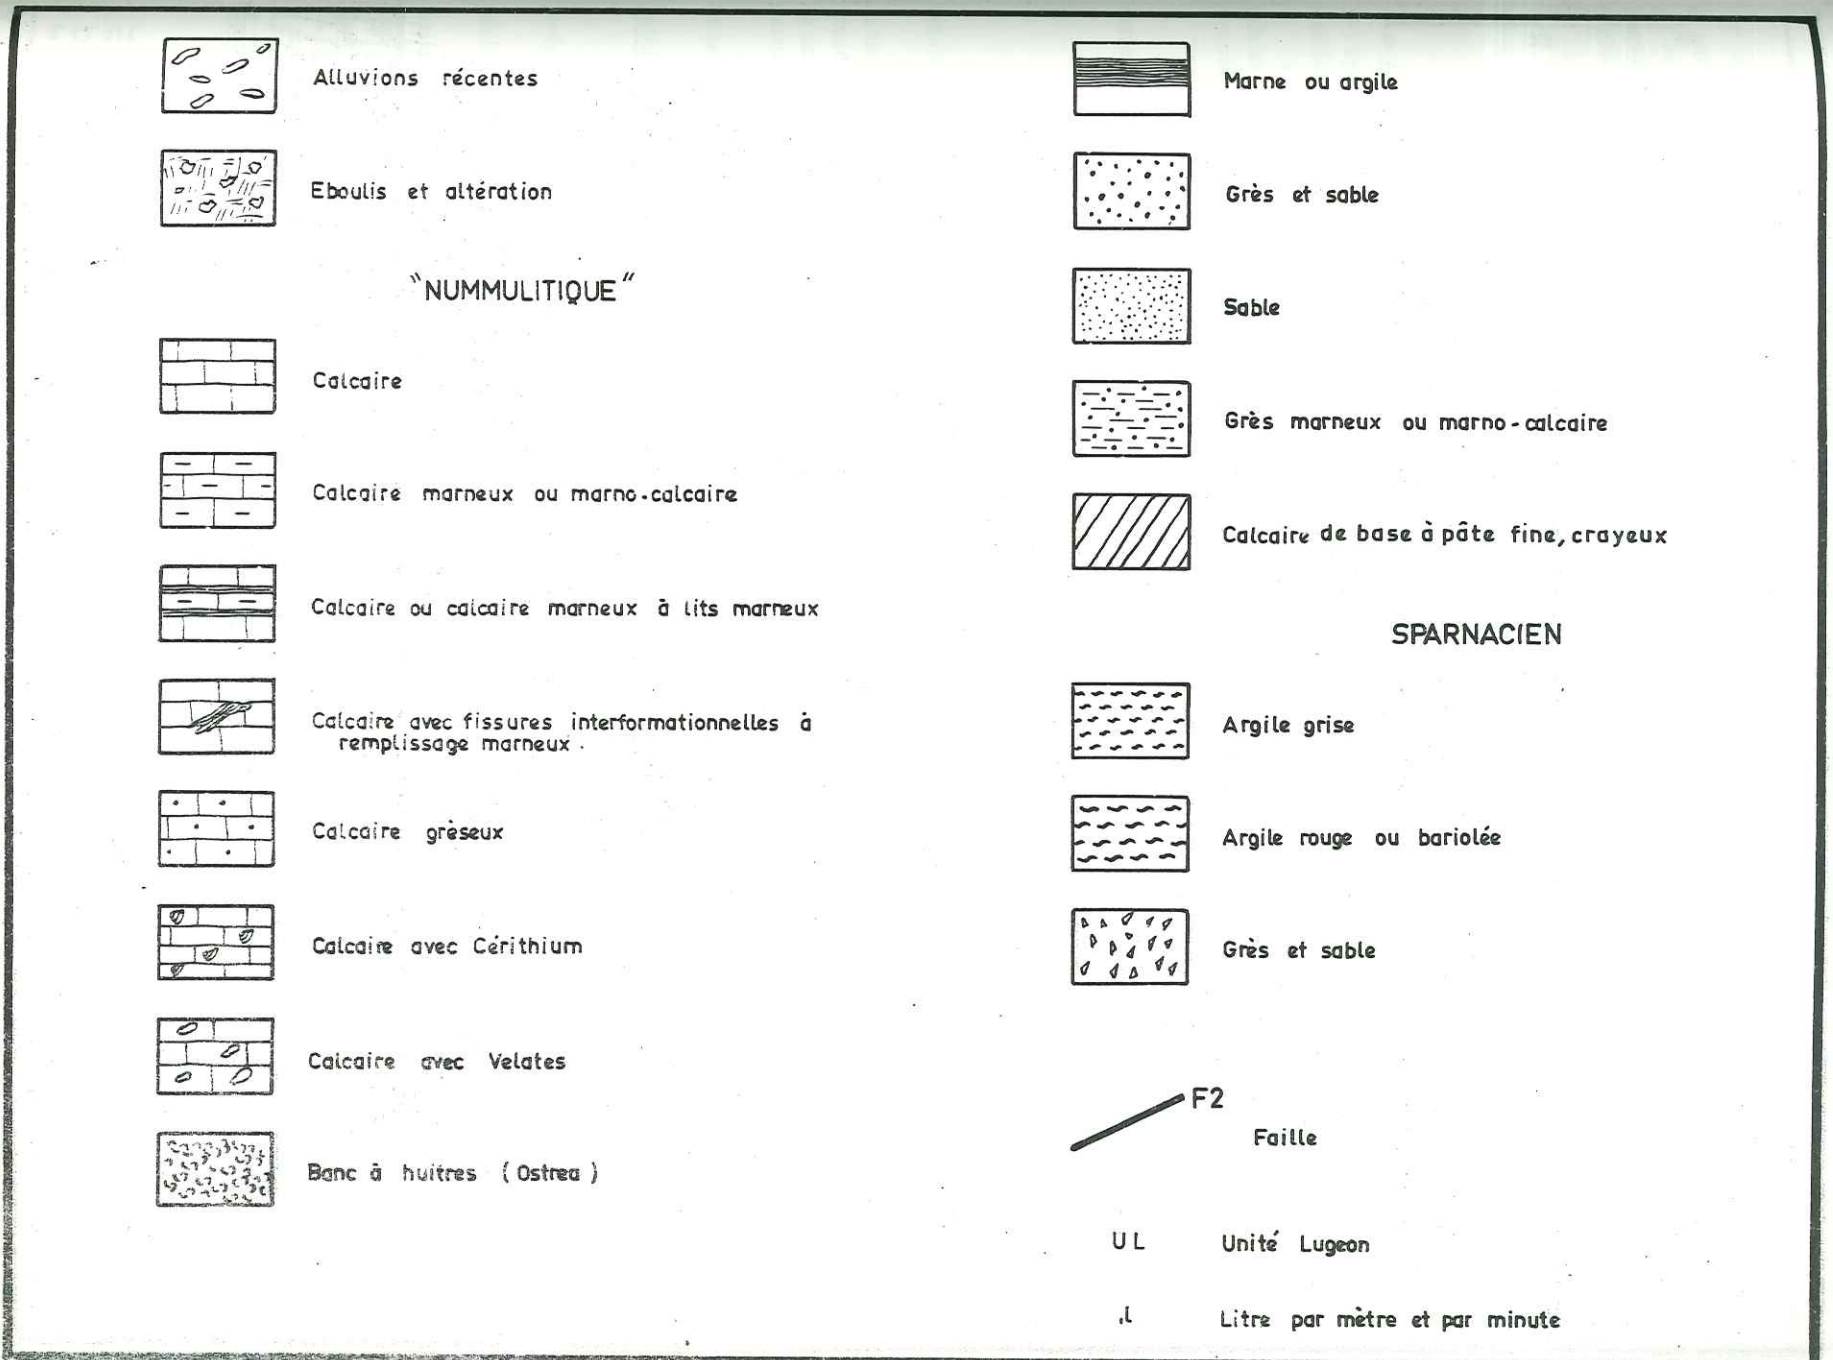 Alluvions récentes
Eboulis et altération
"NUMMULITIQUE"
Calcaire
Calcaire marneux ou marno-calcaire
Calcaire ou calcaire marneux à lits marneux
Calcaire avec fissures interformationnelles à
remplissage marneux.
Calcaire grèseux
Calcaire avec Cérithium
Calcaire avec Velates
Banc à huitres (Ostrea)
Marne ou argile
Grès et sable
Sable
Grès marneux ou marno-calcaire
Calcaire de base à pâte fine, crayeux
SPARNACIEN
Argile grise
Argile rouge ou bariolée
Grès et sable
F2
Faille
UL Unité Lugeon
.l Litre par mètre et par minute